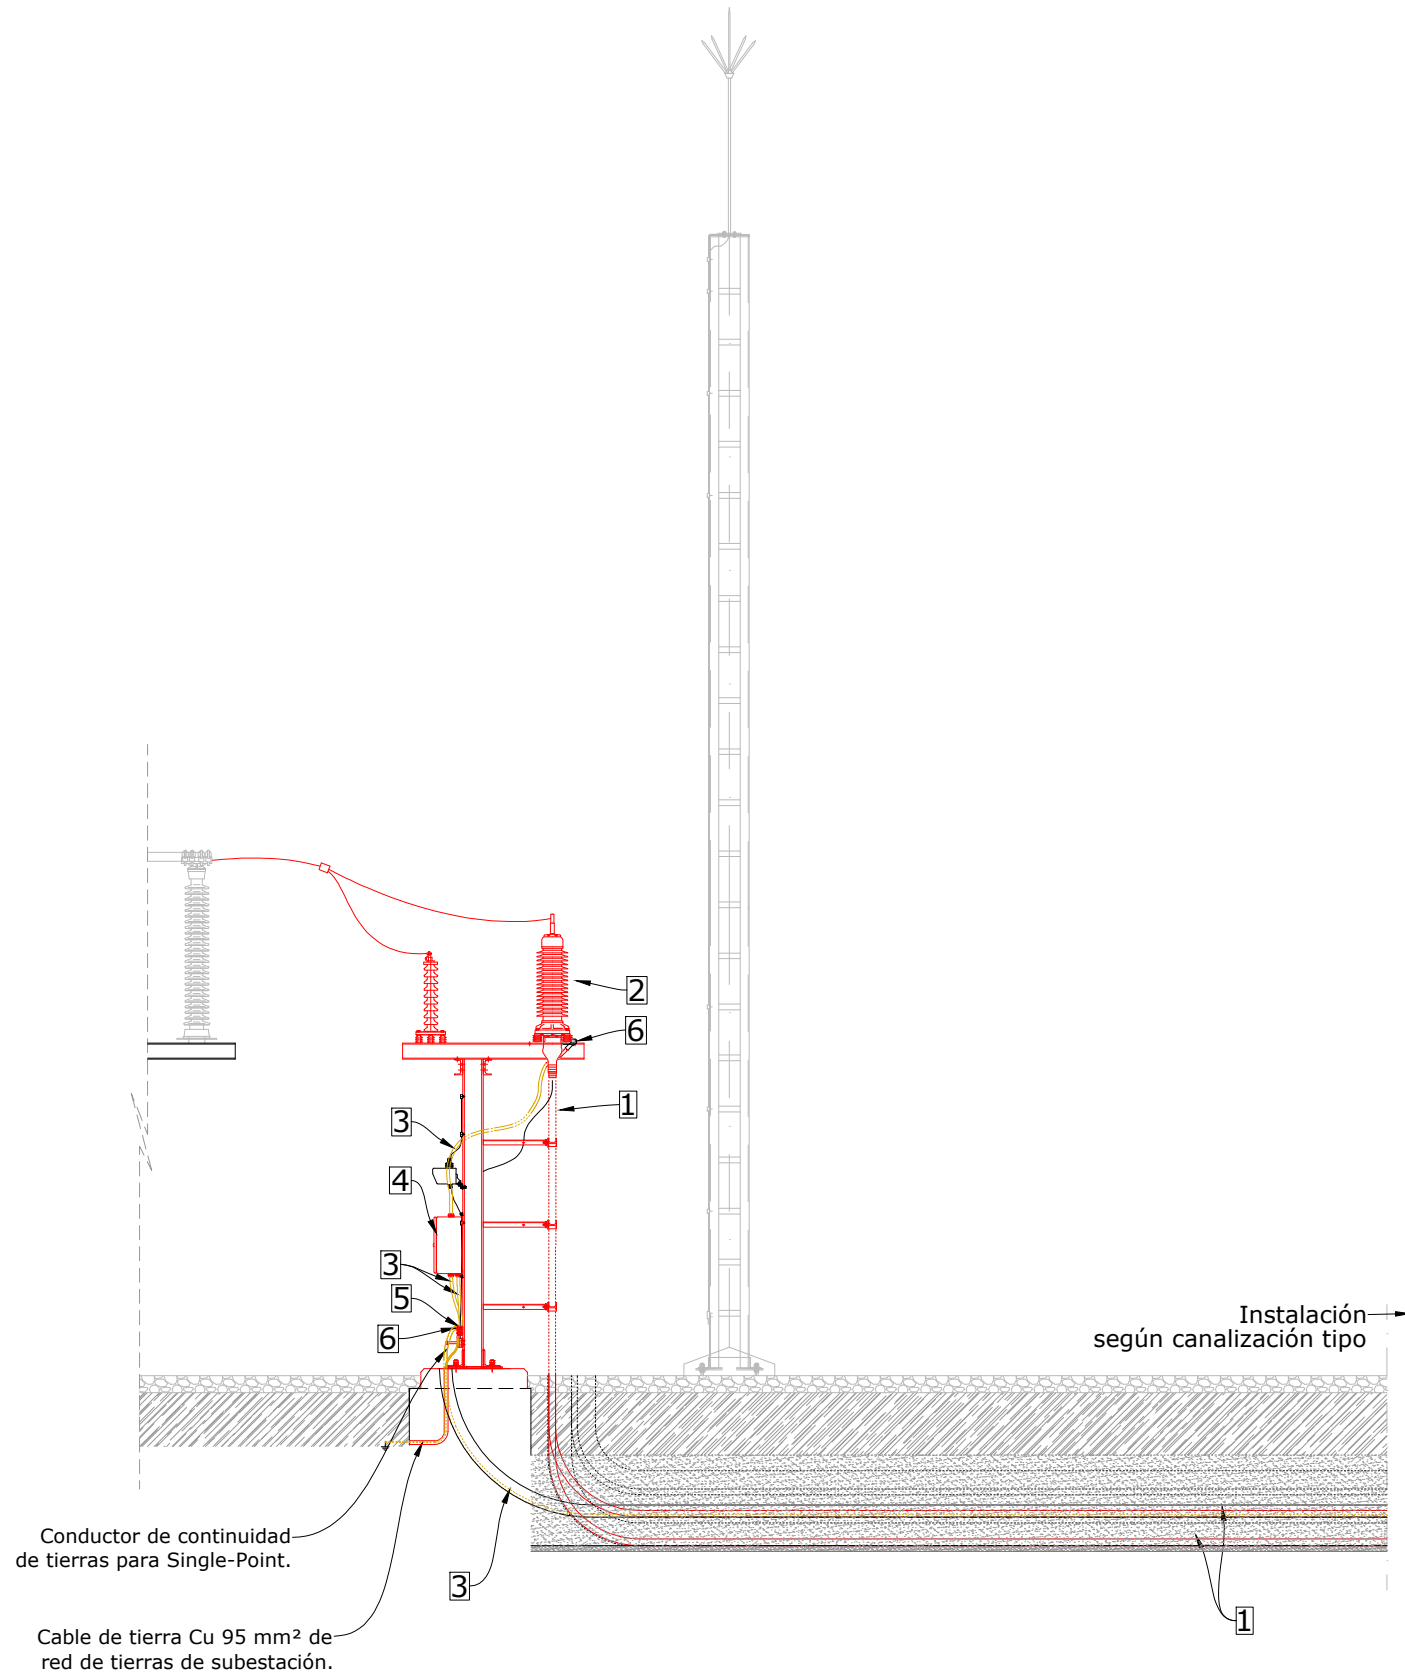 2
6
1
3
4
3
5
6
Instalación
según canalización tipo
Conductor de continuidad
de tierras para Single-Point.
3
1
Cable de tierra Cu 95 mm² de
red de tierras de subestación.